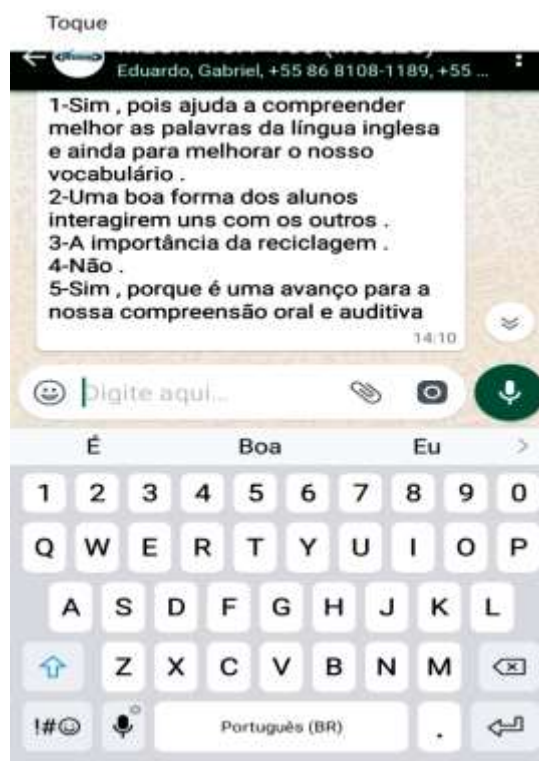 Toque
Eduardo, Gabriel, +55 86 8108-1189, +55 ...
1-Sim , pois ajuda a compreender
melhor as palavras da língua inglesa
e ainda para melhorar o nosso
vocabulário .
2-Uma boa forma dos alunos
interagirem uns com os outros .
3-A importância da reciclagem .
4-Não .
5-Sim , porque é uma avanço para a
nossa compreensão oral e auditiva
14:10
Digite aqui...
É Boa Eu
1 2 3 4 5 6 7 8 9 0
Q W E R T Y U I O P
A S D F G H J K L
Z X C V B N M
!#☺ Português (BR) .